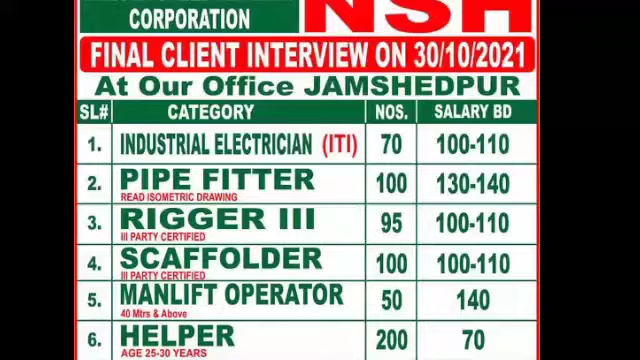 NSH
CORPORATION
FINAL CLIENT INTERVIEW ON 30/10/2021
At Our Office JAMSHEDPUR
SL# CATEGORY NOS. SALARY BD
1. INDUSTRIAL ELECTRICIAN (ITI) 70 100-110
2. PIPE FITTER 100 130-140
READ ISOMETRIC DRAWING
3. RIGGER III 95 100-110
III PARTY CERTIFIED
4. SCAFFOLDER 100 100-110
III PARTY CERTIFIED
5. MANLIFT OPERATOR 50 140
40 Mtrs & Above
6. HELPER 200 70
AGE 25-30 YEARS